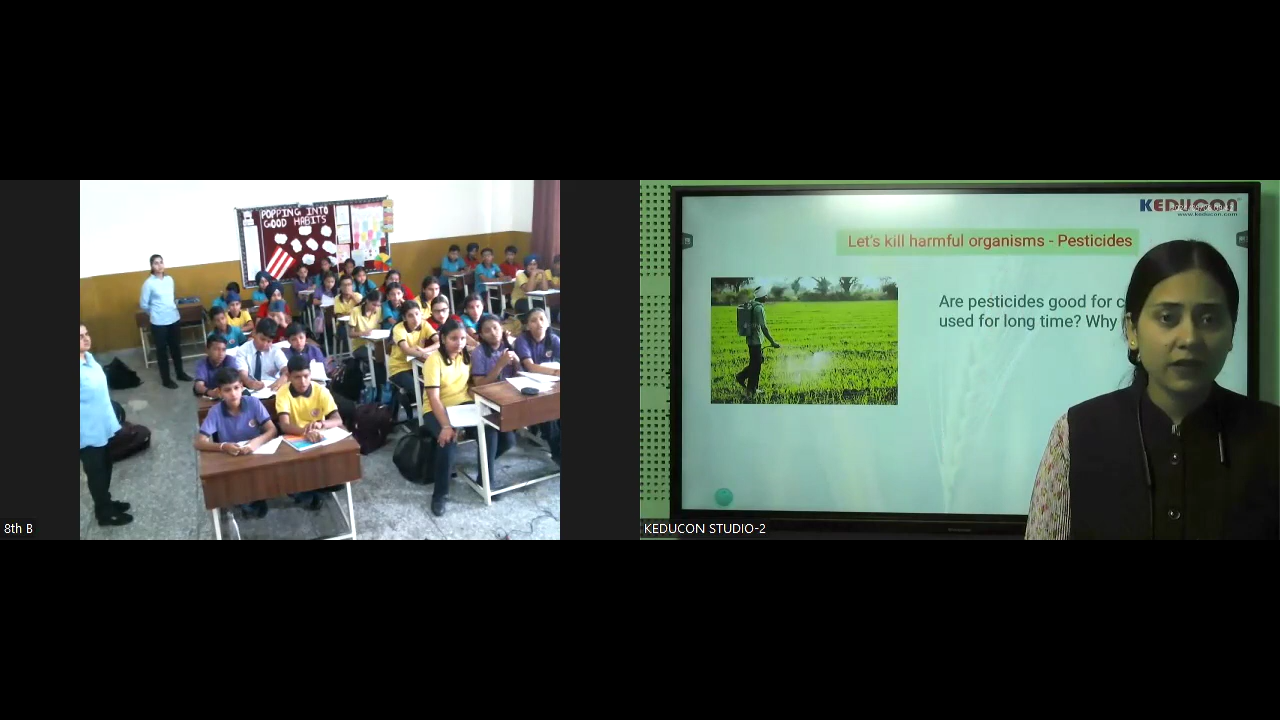 POPPING INTO
GOOD HABITS
8th B
KEDUCON
www.keducon.com
Let's kill harmful organisms - Pesticides
Are pesticides good for
used for long time? Why
KEDUCON STUDIO-2